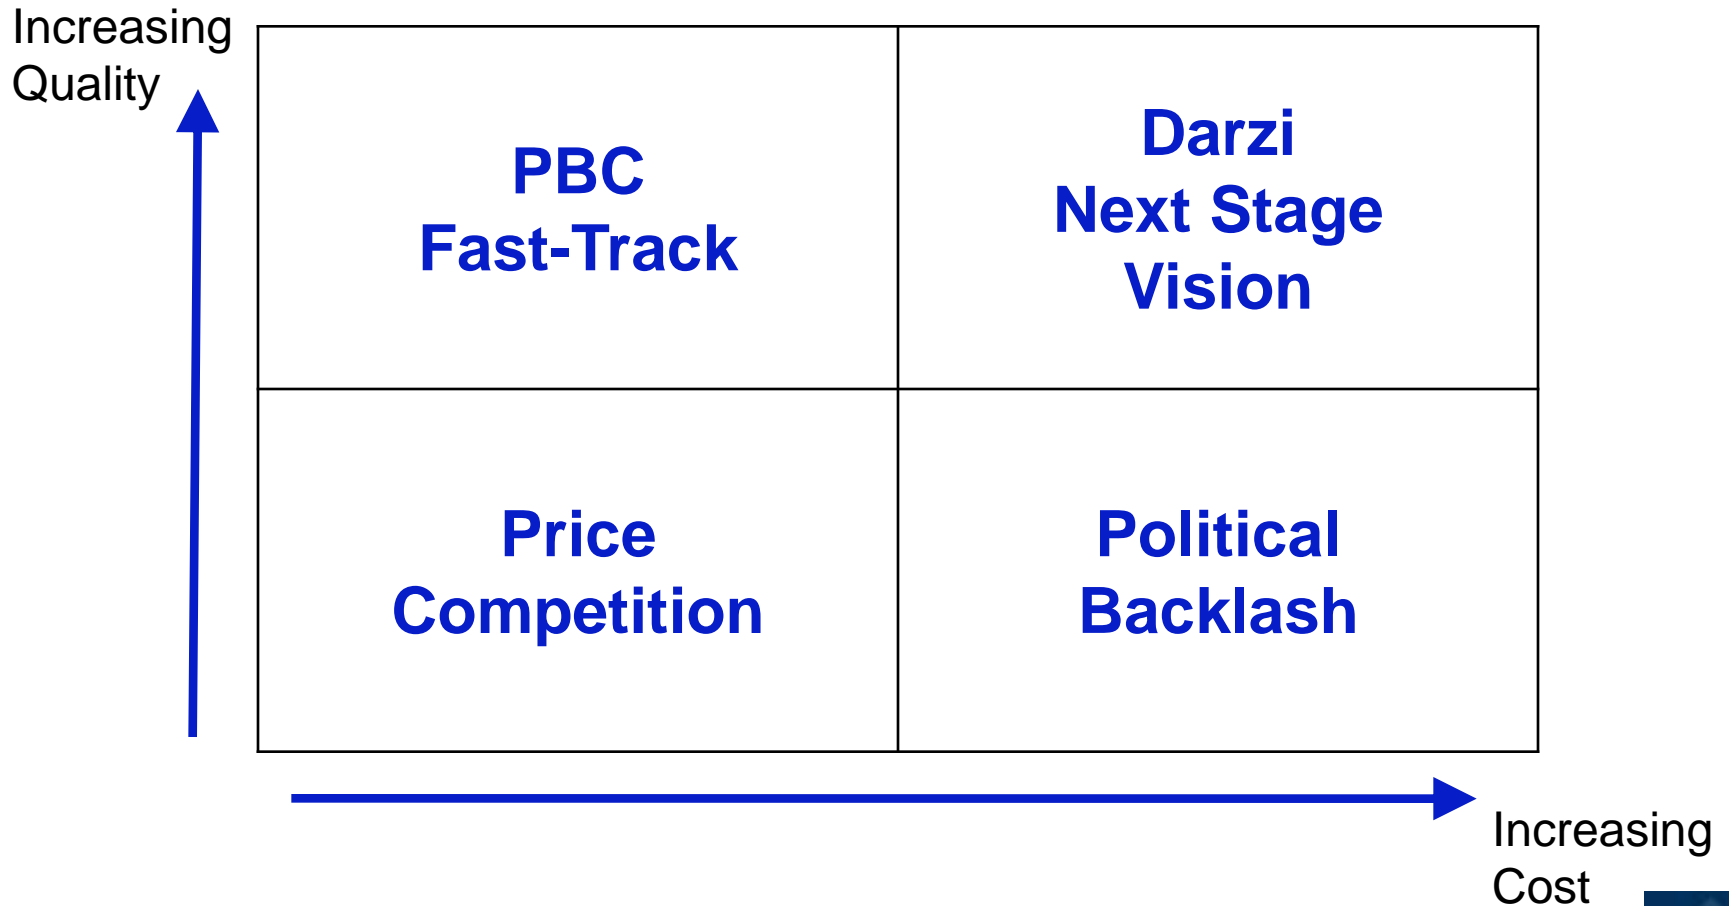 Increasing
Quality
PBC
Fast-Track
Darzi
Next Stage
Vision
Price
Competition
Political
Backlash
Increasing
Cost